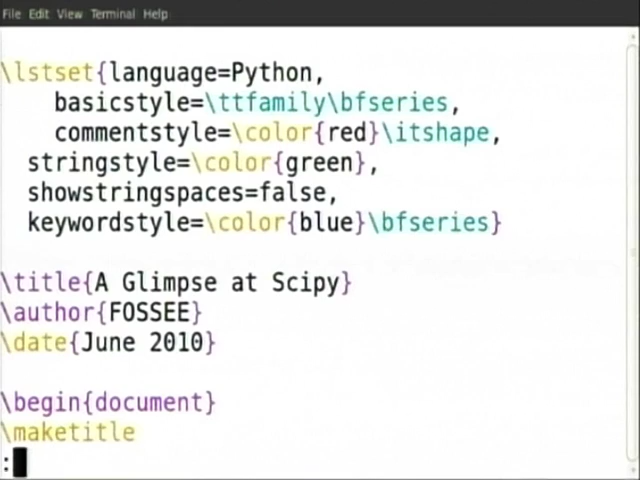 File Edit View Terminal Help
\lstset{language=Python,
basicstyle=\ttfamily\bfseries,
commentstyle=\color{red}\itshape,
stringstyle=\color{green},
showstringspaces=false,
keywordstyle=\color{blue}\bfseries}
\title{A Glimpse at Scipy}
\author{FOSSEE}
\date{June 2010}
\begin{document}
\maketitle
: